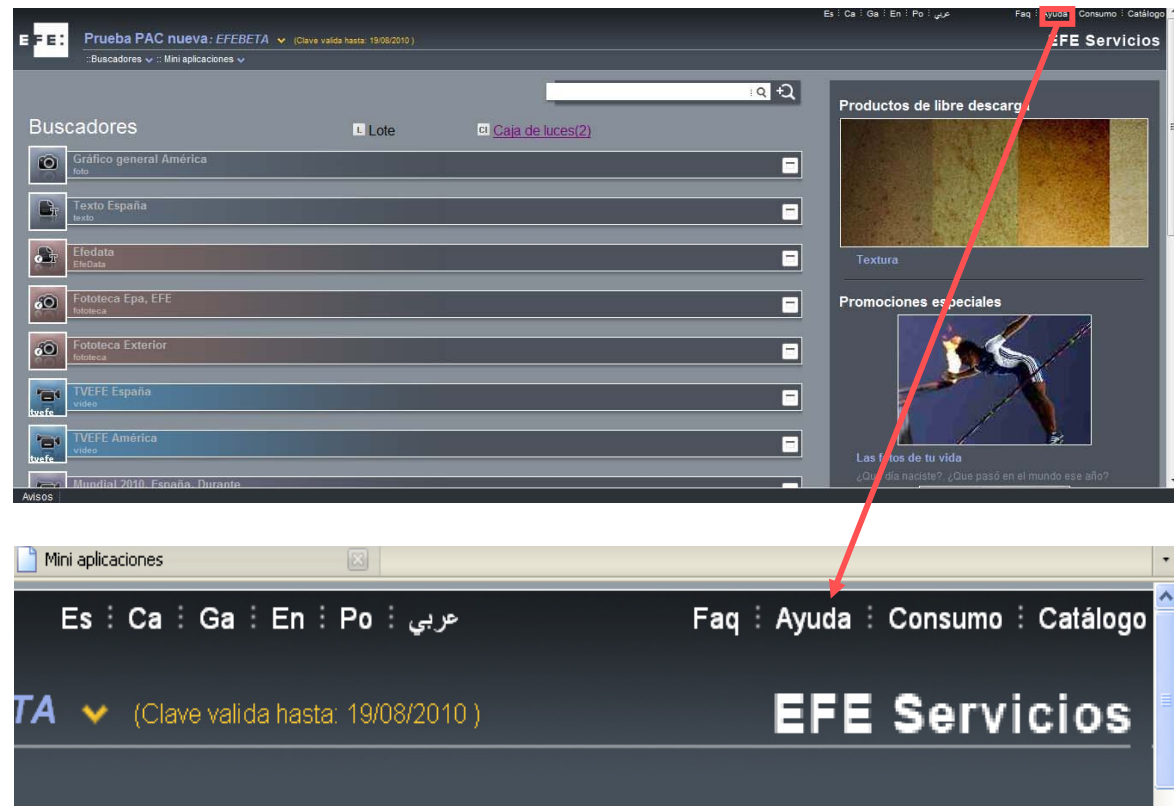 Es : Ca : Ga : En : Po : عربي
Faq : Ayuda : Consumo : Catálogo
EFE:
Prueba PAC nueva: EFEBETA (Clave valida hasta: 19/08/2010 )
EFE Servicios
::Buscadores :: Mini aplicaciones
Buscadores
L Lote
Cl Caja de luces(2)
Gráfico general América
foto
Texto España
texto
Efedata
EfeData
Fototeca Epa, EFE
fototeca
Fototeca Exterior
fototeca
TVEFE España
video
tvefe
TVEFE América
video
tvefe
Mundial 2010, España, Durante
Productos de libre descarga
Textura
Promociones especiales
Las fotos de tu vida
¿Que día naciste? ¿Que pasó en el mundo ese año?
Avisos
Mini aplicaciones
Es : Ca : Ga : En : Po : عربي
Faq : Ayuda : Consumo : Catálogo
TA (Clave valida hasta: 19/08/2010 )
EFE Servicios